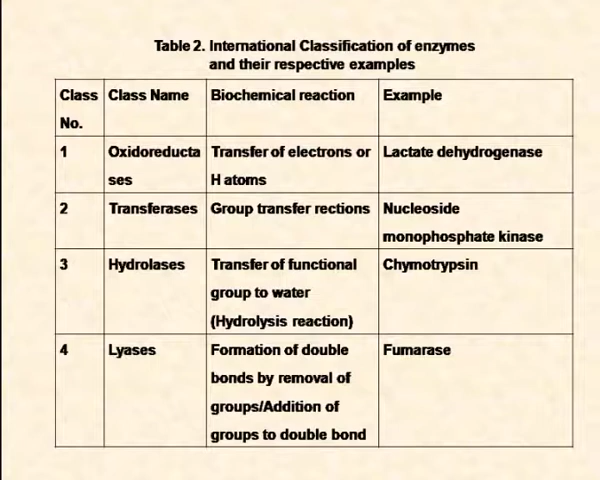 Table 2. International Classification of enzymes
and their respective examples
Class No. Class Name Biochemical reaction Example
1 Oxidoreducta ses Transfer of electrons or H atoms Lactate dehydrogenase
2 Transferases Group transfer rections Nucleoside monophosphate kinase
3 Hydrolases Transfer of functional group to water (Hydrolysis reaction) Chymotrypsin
4 Lyases Formation of double bonds by removal of groups/Addition of groups to double bond Fumarase